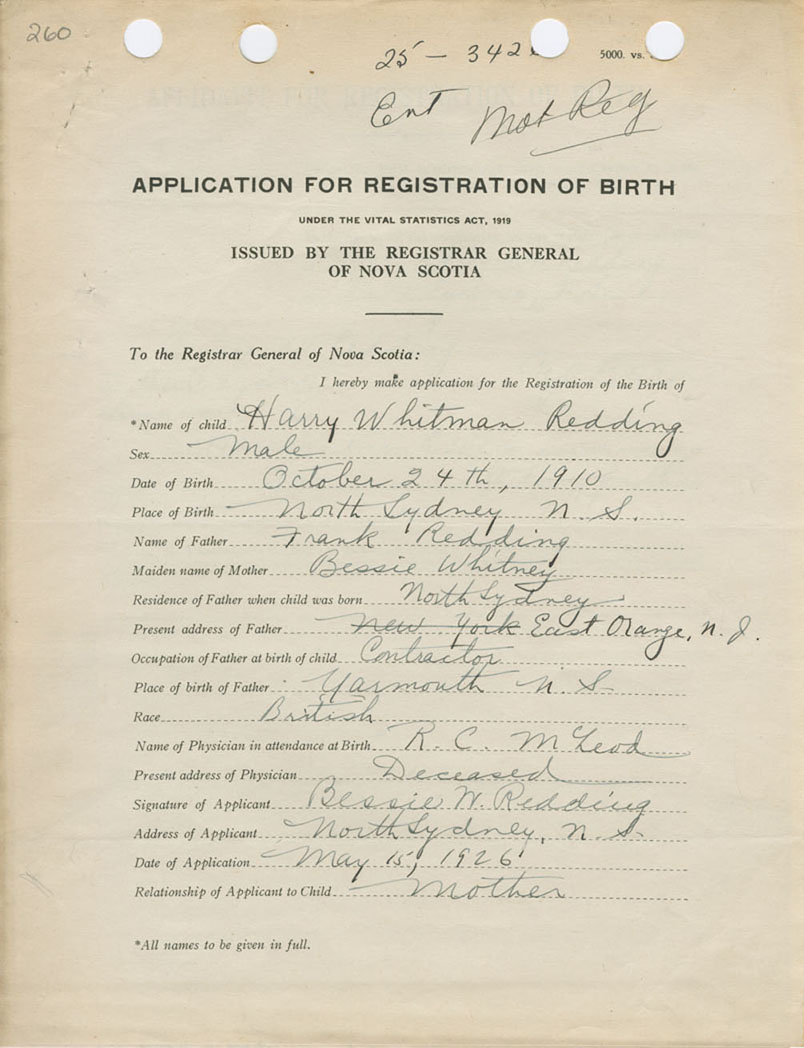 260
25 - 342
5000. vs.
Ent Not Reg
APPLICATION FOR REGISTRATION OF BIRTH
UNDER THE VITAL STATISTICS ACT, 1919
ISSUED BY THE REGISTRAR GENERAL
OF NOVA SCOTIA
To the Registrar General of Nova Scotia:
I hereby make application for the Registration of the Birth of
*Name of child Harry Whitman Redding
Sex Male
Date of Birth October 24th, 1910
Place of Birth North Sydney N. S.
Name of Father Frank Redding
Maiden name of Mother Bessie Whitney
Residence of Father when child was born North Sydney
Present address of Father New York East Orange, N. J.
Occupation of Father at birth of child Contractor
Place of birth of Father Yarmouth N. S.
Race British
Name of Physician in attendance at Birth R. C. McLeod
Present address of Physician Deceased
Signature of Applicant Bessie W. Redding
Address of Applicant North Sydney, N. S.
Date of Application May 15, 1926
Relationship of Applicant to Child Mother
*All names to be given in full.